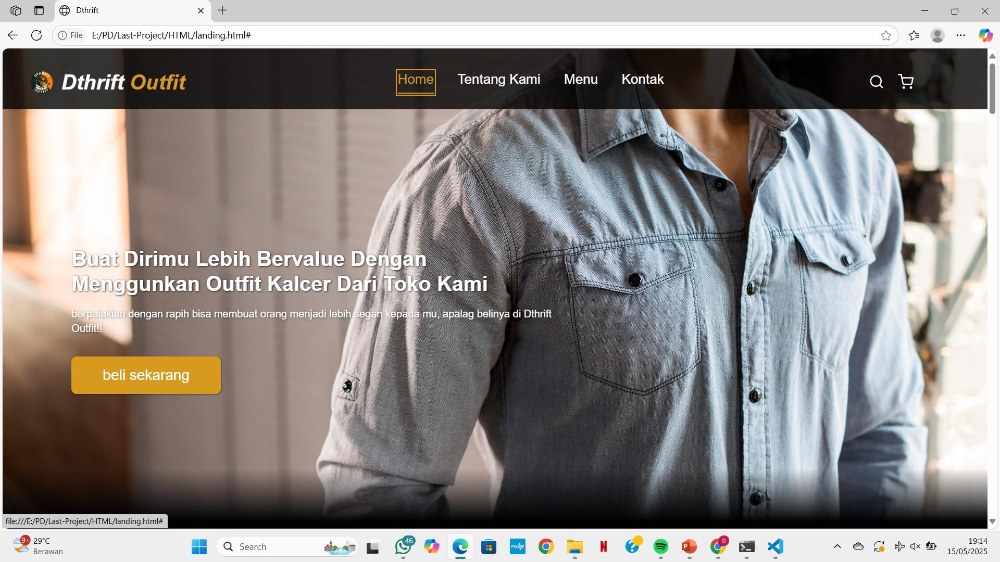 Dthrift
File
E:/PD/Last-Project/HTML/landing.html#
DTHRIFT
OUTFIT
Dthrift Outfit
Home
Tentang Kami
Menu
Kontak
Buat Dirimu Lebih Bervalue Dengan
Menggunkan Outfit Kalcer Dari Toko Kami
berpaiakian dengan rapih bisa membuat orang menjadi lebih segan kepada mu, apalag belinya di Dthrift
Outfit!!
beli sekarang
file:///E:/PD/Last-Project/HTML/landing.html#
9+
29°C
Berawan
Search
46
myhp
N
?
P
D
19:14
15/05/2025